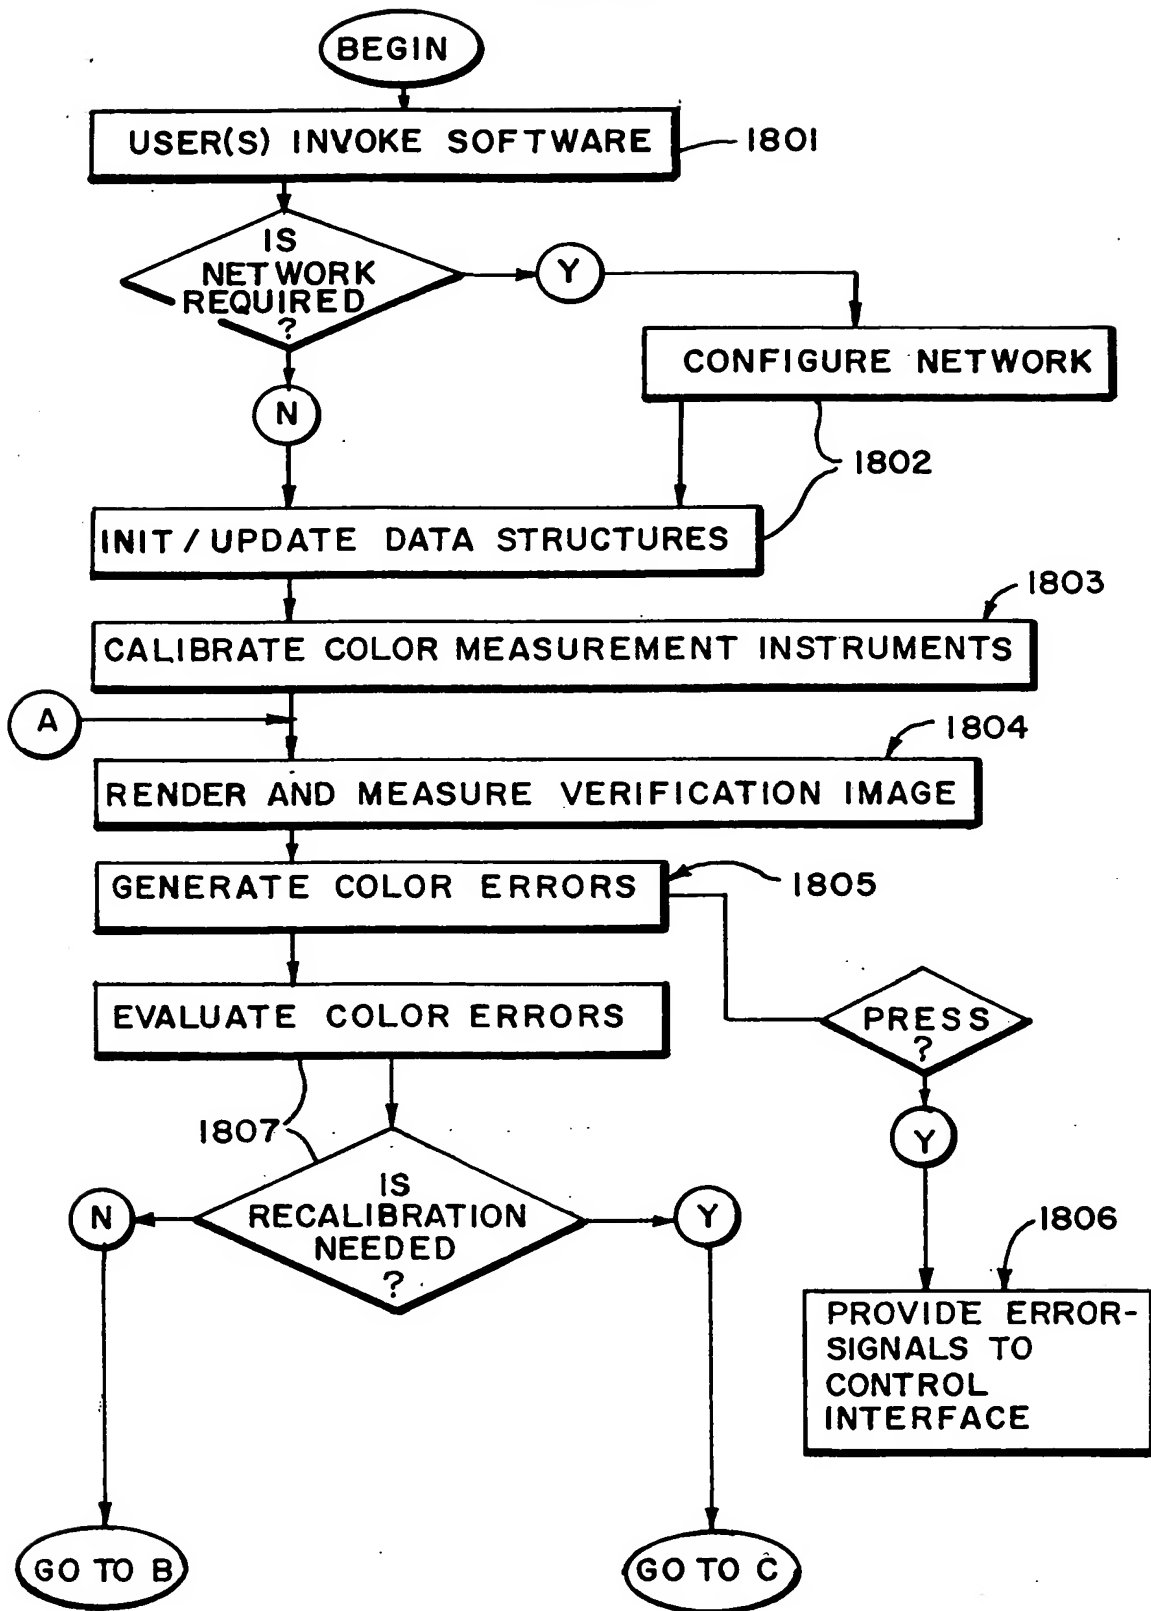 BEGIN
USER(S) INVOKE SOFTWARE
1801
IS
NETWORK
REQUIRED
?
Y
CONFIGURE NETWORK
N
1802
INIT / UPDATE DATA STRUCTURES
1803
CALIBRATE COLOR MEASUREMENT INSTRUMENTS
A
1804
RENDER AND MEASURE VERIFICATION IMAGE
GENERATE COLOR ERRORS
1805
EVALUATE COLOR ERRORS
PRESS
?
1807
Y
IS
RECALIBRATION
NEEDED
?
N
Y
1806
PROVIDE ERROR-
SIGNALS TO
CONTROL
INTERFACE
GO TO B
GO TO C